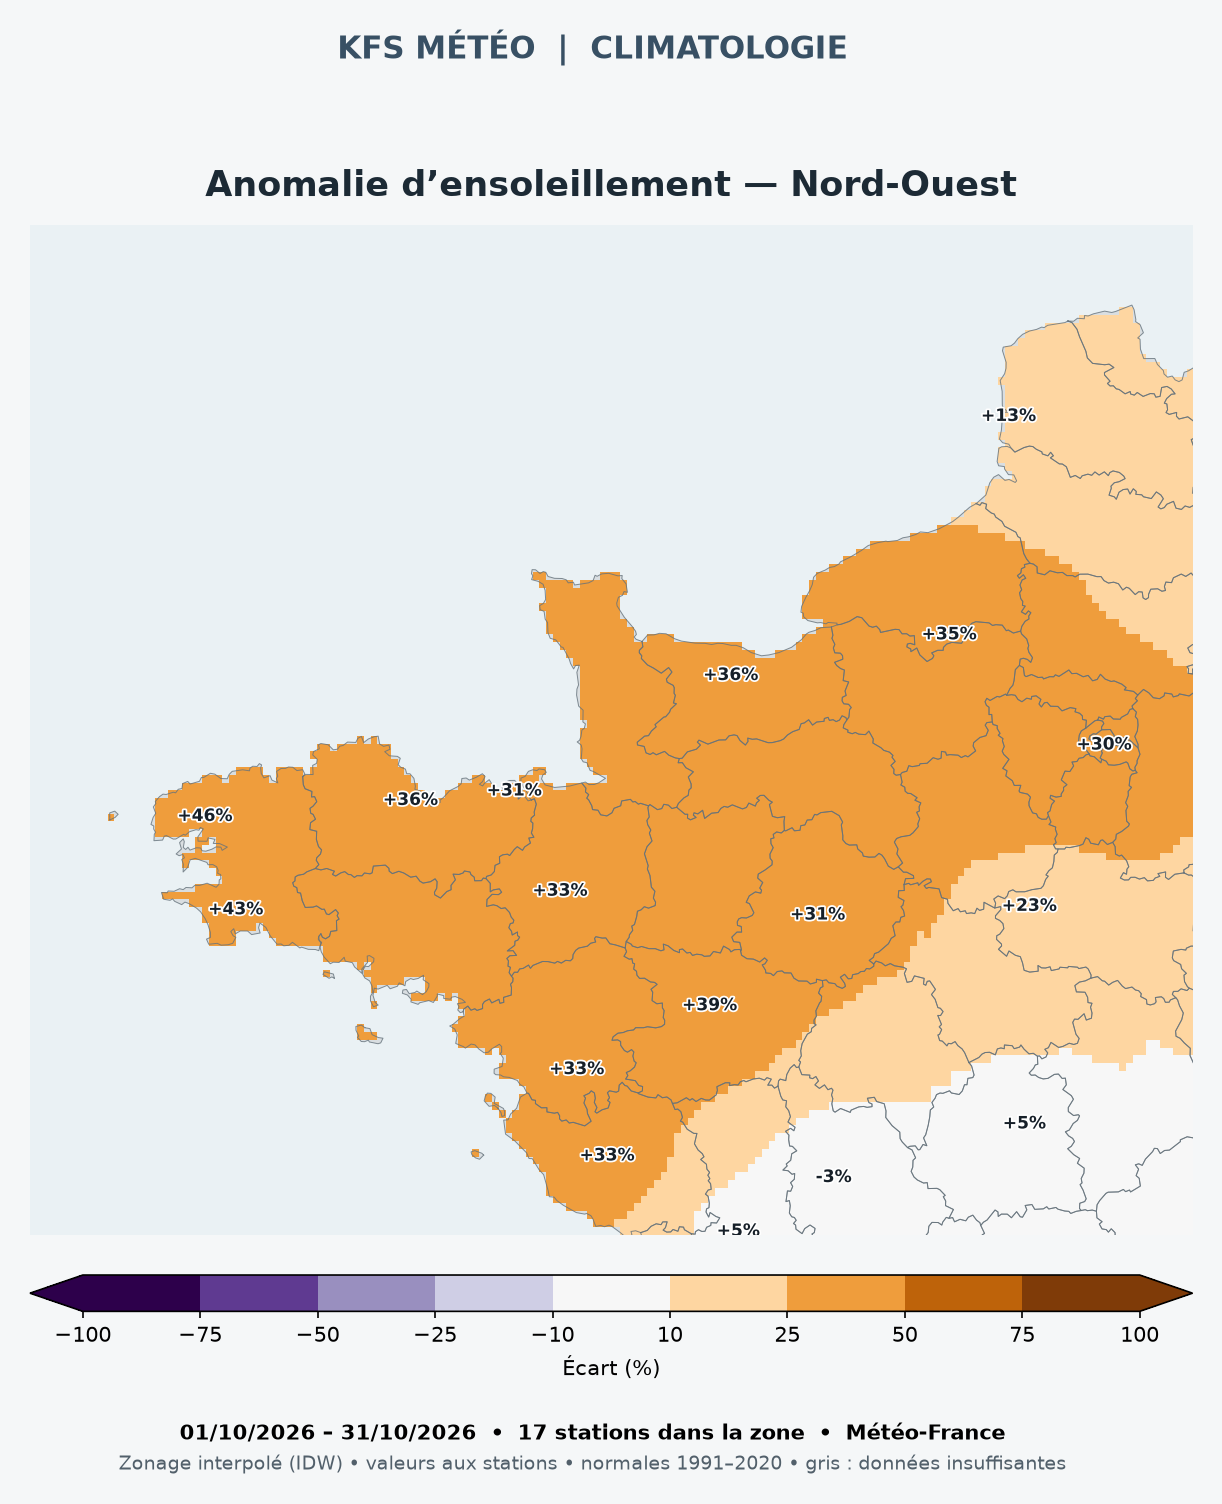 KFS MÉTÉO | CLIMATOLOGIE
Anomalie d’ensoleillement — Nord-Ouest
+13%
+35%
+36%
+30%
+31%
+36%
+46%
+33%
+23%
+43%
+31%
+39%
+33%
+5%
+33%
-3%
+5%
−100 −75 −50 −25 −10 10 25 50 75 100
Écart (%)
01/10/2026 – 31/10/2026 • 17 stations dans la zone • Météo-France
Zonage interpolé (IDW) • valeurs aux stations • normales 1991–2020 • gris : données insuffisantes